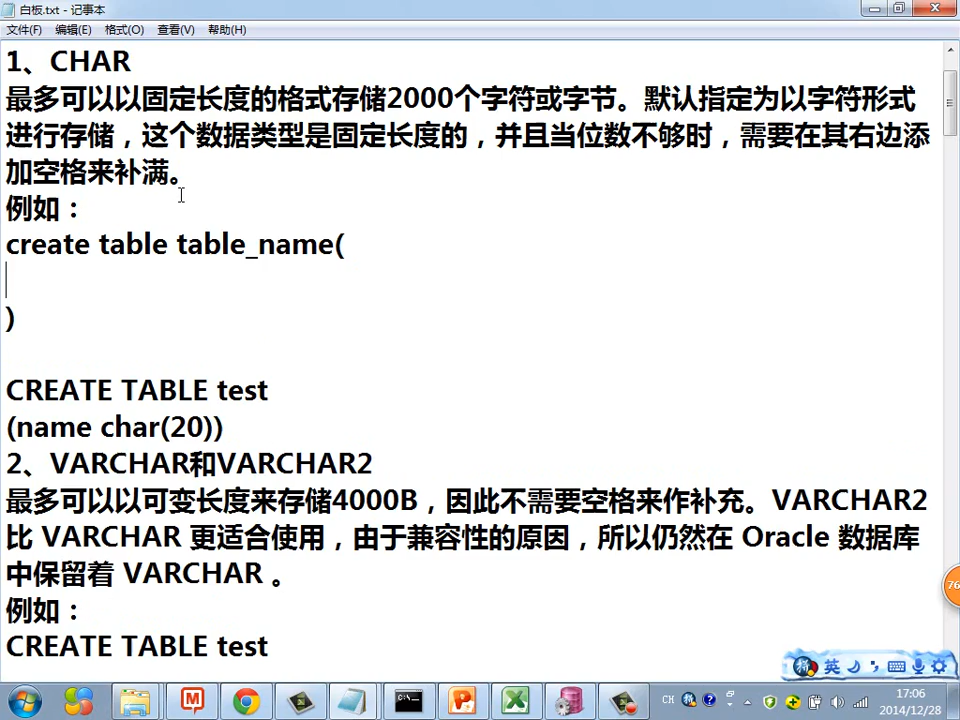 白板.txt - 记事本
文件(F) 编辑(E) 格式(O) 查看(V) 帮助(H)
1、CHAR
最多可以以固定长度的格式存储2000个字符或字节。默认指定为以字符形式
进行存储，这个数据类型是固定长度的，并且当位数不够时，需要在其右边添
加空格来补满。
例如：
create table table_name(
)
CREATE TABLE test
(name char(20))
2、VARCHAR和VARCHAR2
最多可以以可变长度来存储4000B，因此不需要空格来作补充。VARCHAR2
比 VARCHAR 更适合使用，由于兼容性的原因，所以仍然在 Oracle 数据库
中保留着 VARCHAR 。
例如：
CREATE TABLE test
76
英
CH
17:06
2014/12/28